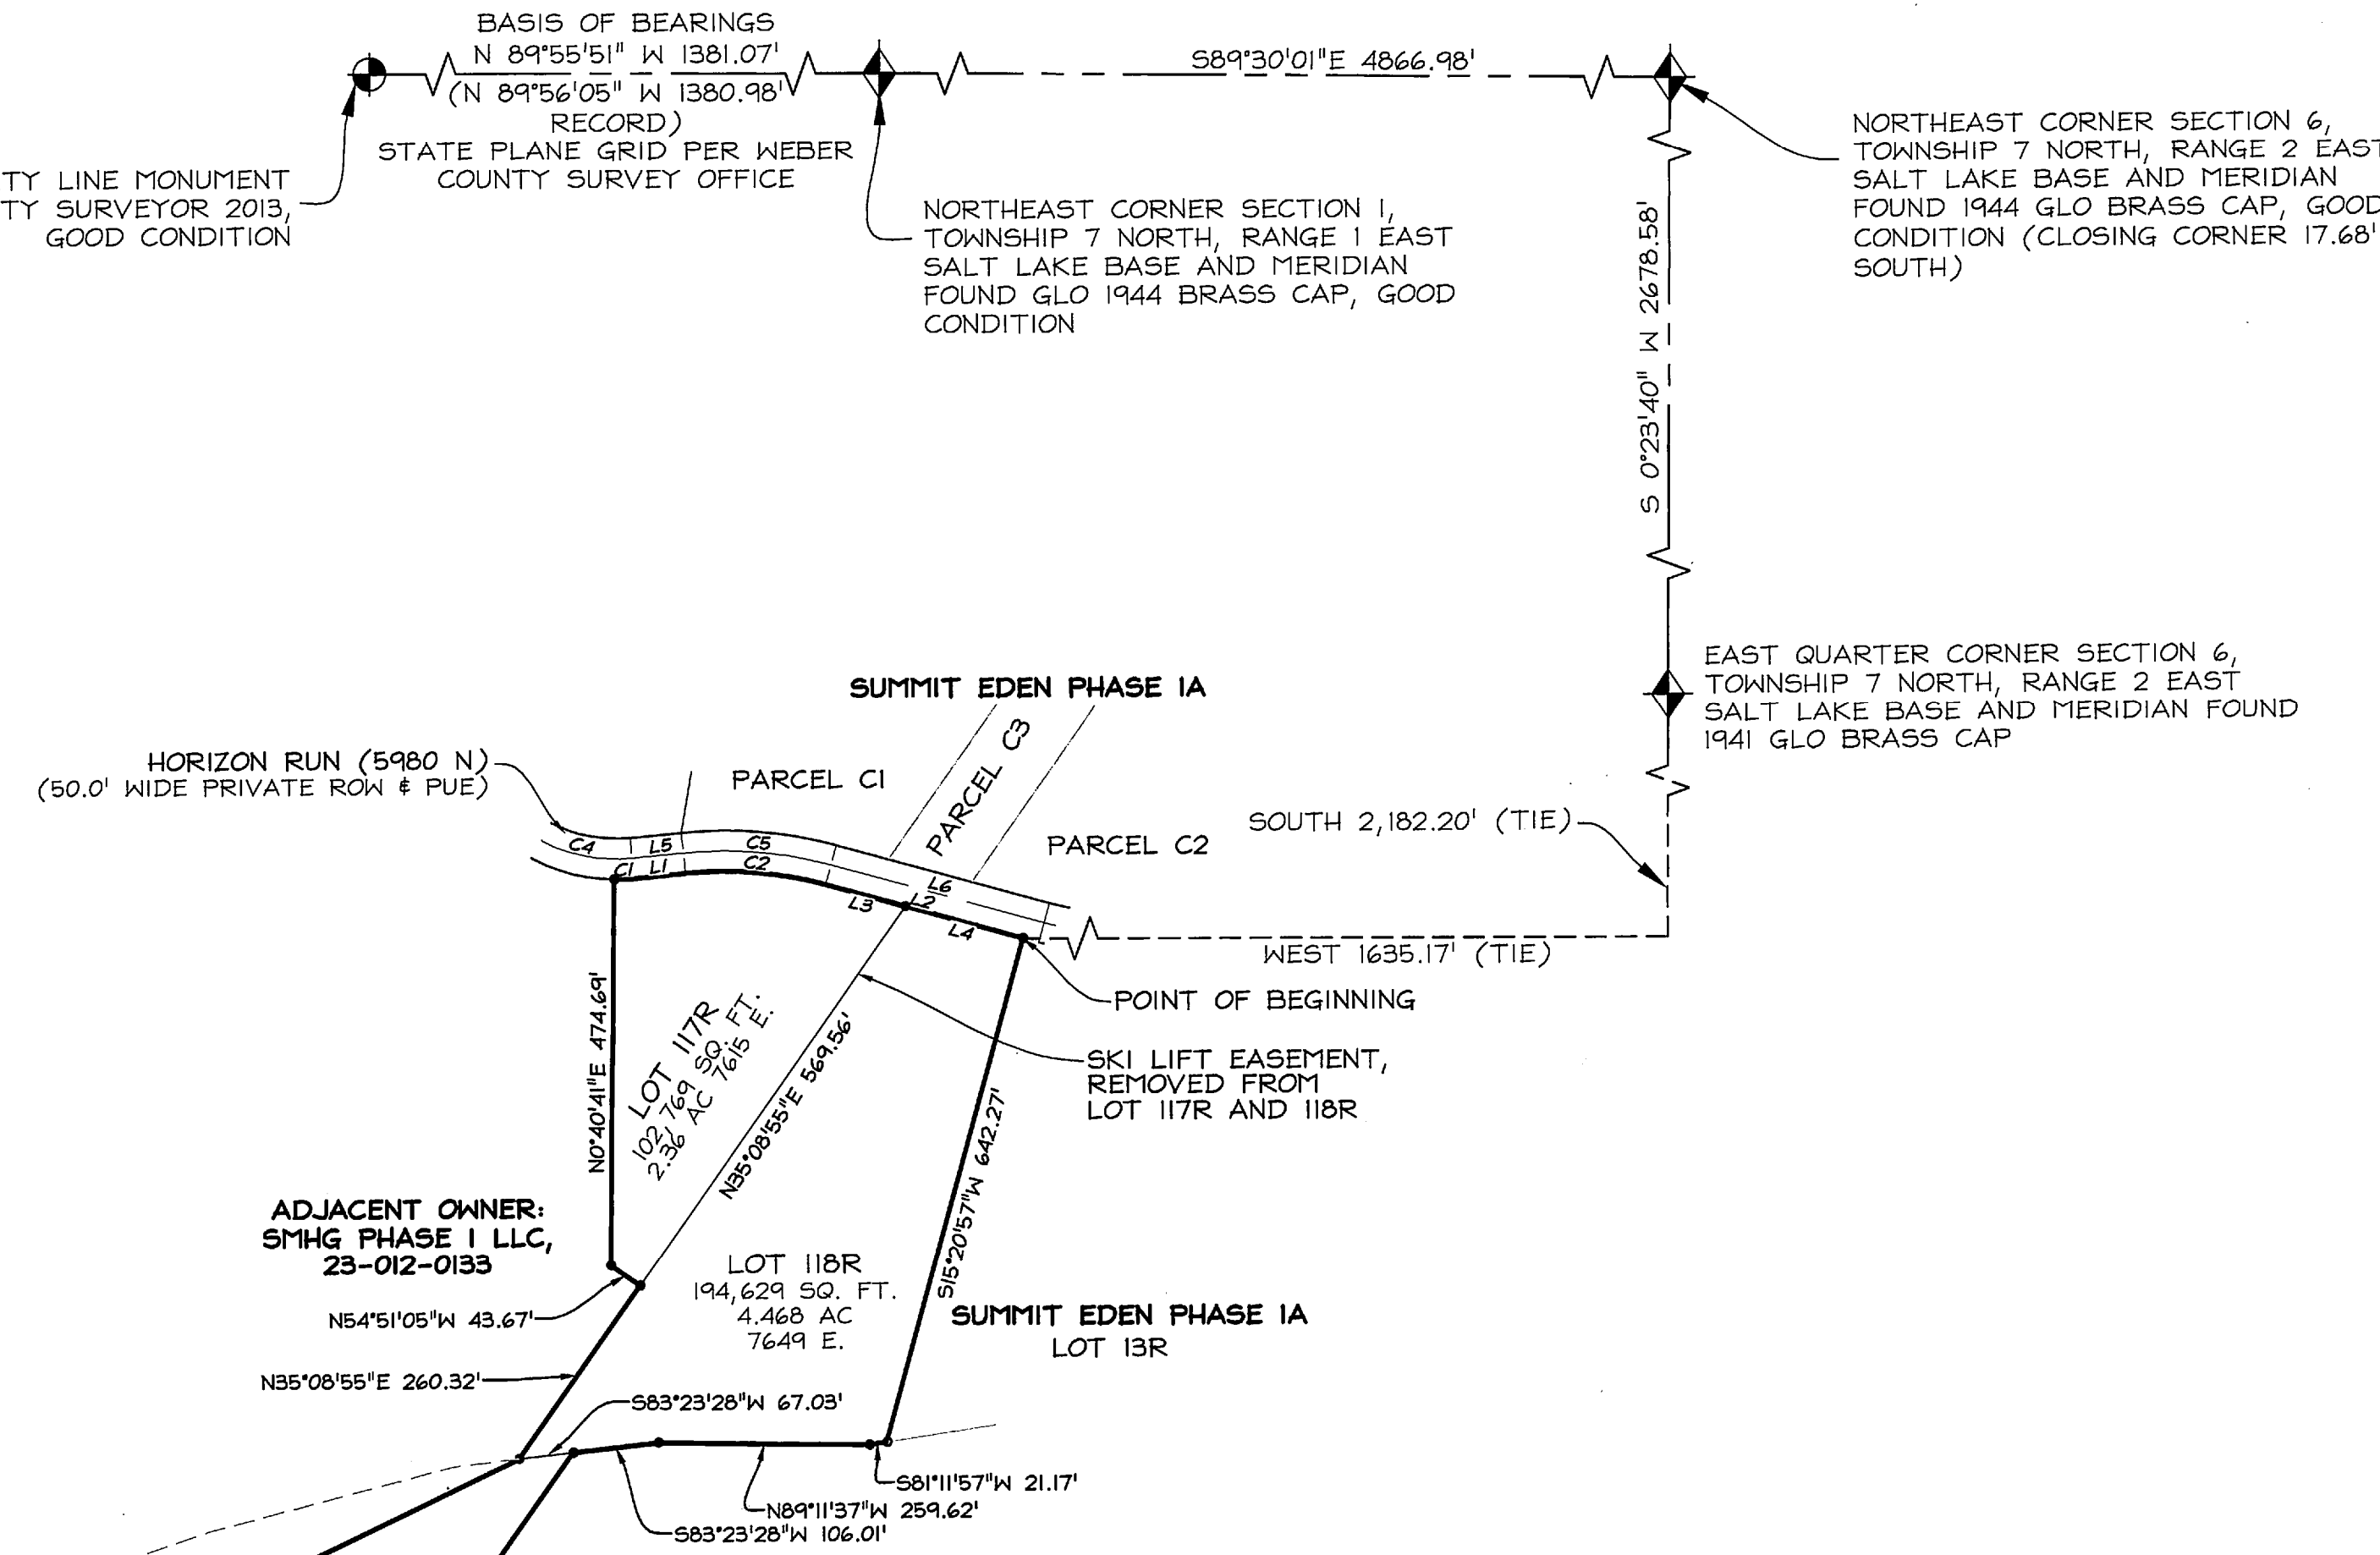 BASIS OF BEARINGS
N 89°55'51" W 1381.07'
(N 89°56'05" W 1380.98'
RECORD)
STATE PLANE GRID PER WEBER
COUNTY SURVEY OFFICE
TY LINE MONUMENT
TY SURVEYOR 2013,
GOOD CONDITION
S89°30'01"E 4866.98'
NORTHEAST CORNER SECTION 1,
TOWNSHIP 7 NORTH, RANGE 1 EAST
SALT LAKE BASE AND MERIDIAN
FOUND GLO 1944 BRASS CAP, GOOD
CONDITION
NORTHEAST CORNER SECTION 6,
TOWNSHIP 7 NORTH, RANGE 2 EAST
SALT LAKE BASE AND MERIDIAN
FOUND 1944 GLO BRASS CAP, GOOD
CONDITION (CLOSING CORNER 17.68'
SOUTH)
S 0°23'40" W 2678.58'
EAST QUARTER CORNER SECTION 6,
TOWNSHIP 7 NORTH, RANGE 2 EAST
SALT LAKE BASE AND MERIDIAN FOUND
1941 GLO BRASS CAP
SUMMIT EDEN PHASE 1A
HORIZON RUN (5980 N)
(50.0' WIDE PRIVATE ROW & PUE)
PARCEL C1
PARCEL C3
PARCEL C2
SOUTH 2,182.20' (TIE)
C4
L5
C5
C1
L1
C2
L6
L2
L3
L4
WEST 1635.17' (TIE)
POINT OF BEGINNING
SKI LIFT EASEMENT,
REMOVED FROM
LOT 117R AND 118R
N0°40'41"E 474.69'
LOT 117R
102,769 SQ. FT.
2.36 AC 7615 E.
N35°08'55"E 569.56'
S15°20'57"W 642.27'
ADJACENT OWNER:
SMHG PHASE 1 LLC,
23-012-0133
N54°51'05"W 43.67'
LOT 118R
194,629 SQ. FT.
4.468 AC
7649 E.
SUMMIT EDEN PHASE 1A
LOT 13R
N35°08'55"E 260.32'
S83°23'28"W 67.03'
S81°11'57"W 21.17'
N89°11'37"W 259.62'
S83°23'28"W 106.01'